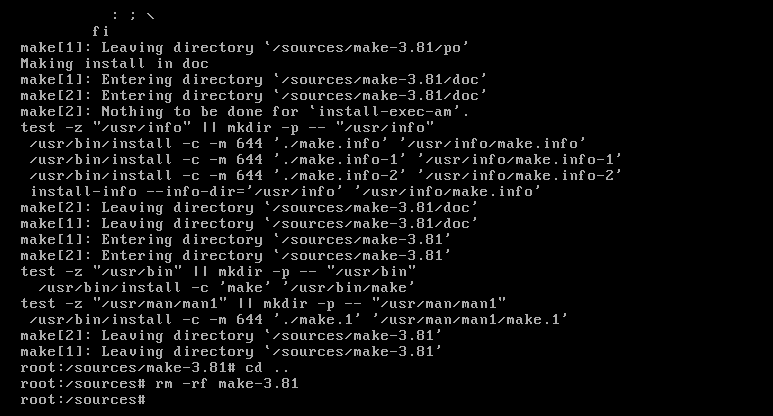 : ; \
fi
make[1]: Leaving directory `/sources/make-3.81/po'
Making install in doc
make[1]: Entering directory `/sources/make-3.81/doc'
make[2]: Entering directory `/sources/make-3.81/doc'
make[2]: Nothing to be done for `install-exec-am'.
test -z "/usr/info" || mkdir -p -- "/usr/info"
/usr/bin/install -c -m 644 './make.info' '/usr/info/make.info'
/usr/bin/install -c -m 644 './make.info-1' '/usr/info/make.info-1'
/usr/bin/install -c -m 644 './make.info-2' '/usr/info/make.info-2'
install-info --info-dir='/usr/info' '/usr/info/make.info'
make[2]: Leaving directory `/sources/make-3.81/doc'
make[1]: Leaving directory `/sources/make-3.81/doc'
make[1]: Entering directory `/sources/make-3.81'
make[2]: Entering directory `/sources/make-3.81'
test -z "/usr/bin" || mkdir -p -- "/usr/bin"
/usr/bin/install -c 'make' '/usr/bin/make'
test -z "/usr/man/man1" || mkdir -p -- "/usr/man/man1"
/usr/bin/install -c -m 644 './make.1' '/usr/man/man1/make.1'
make[2]: Leaving directory `/sources/make-3.81'
make[1]: Leaving directory `/sources/make-3.81'
root:/sources/make-3.81# cd ..
root:/sources# rm -rf make-3.81
root:/sources#